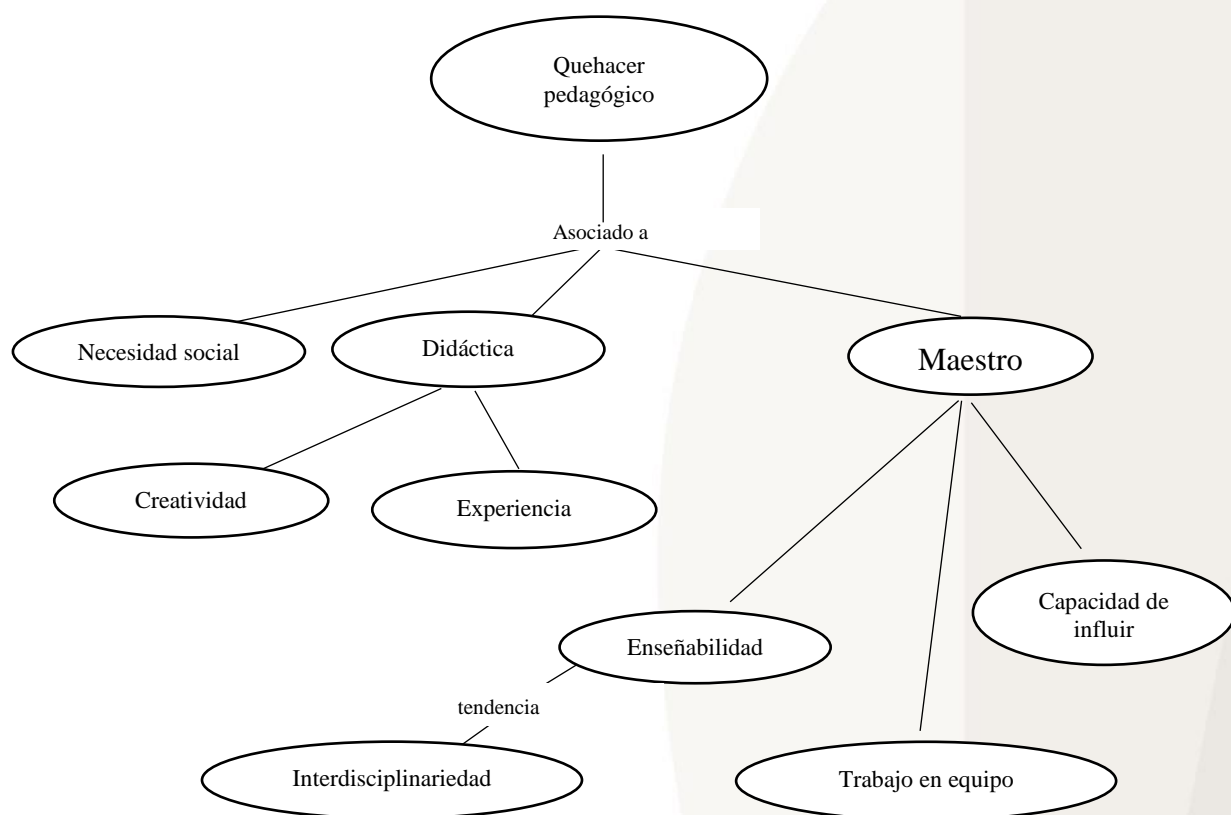 Quehacer
pedagógico
Asociado a
Necesidad social
Didáctica
Maestro
Creatividad
Experiencia
Capacidad de
influir
Enseñabilidad
tendencia
Interdisciplinariedad
Trabajo en equipo